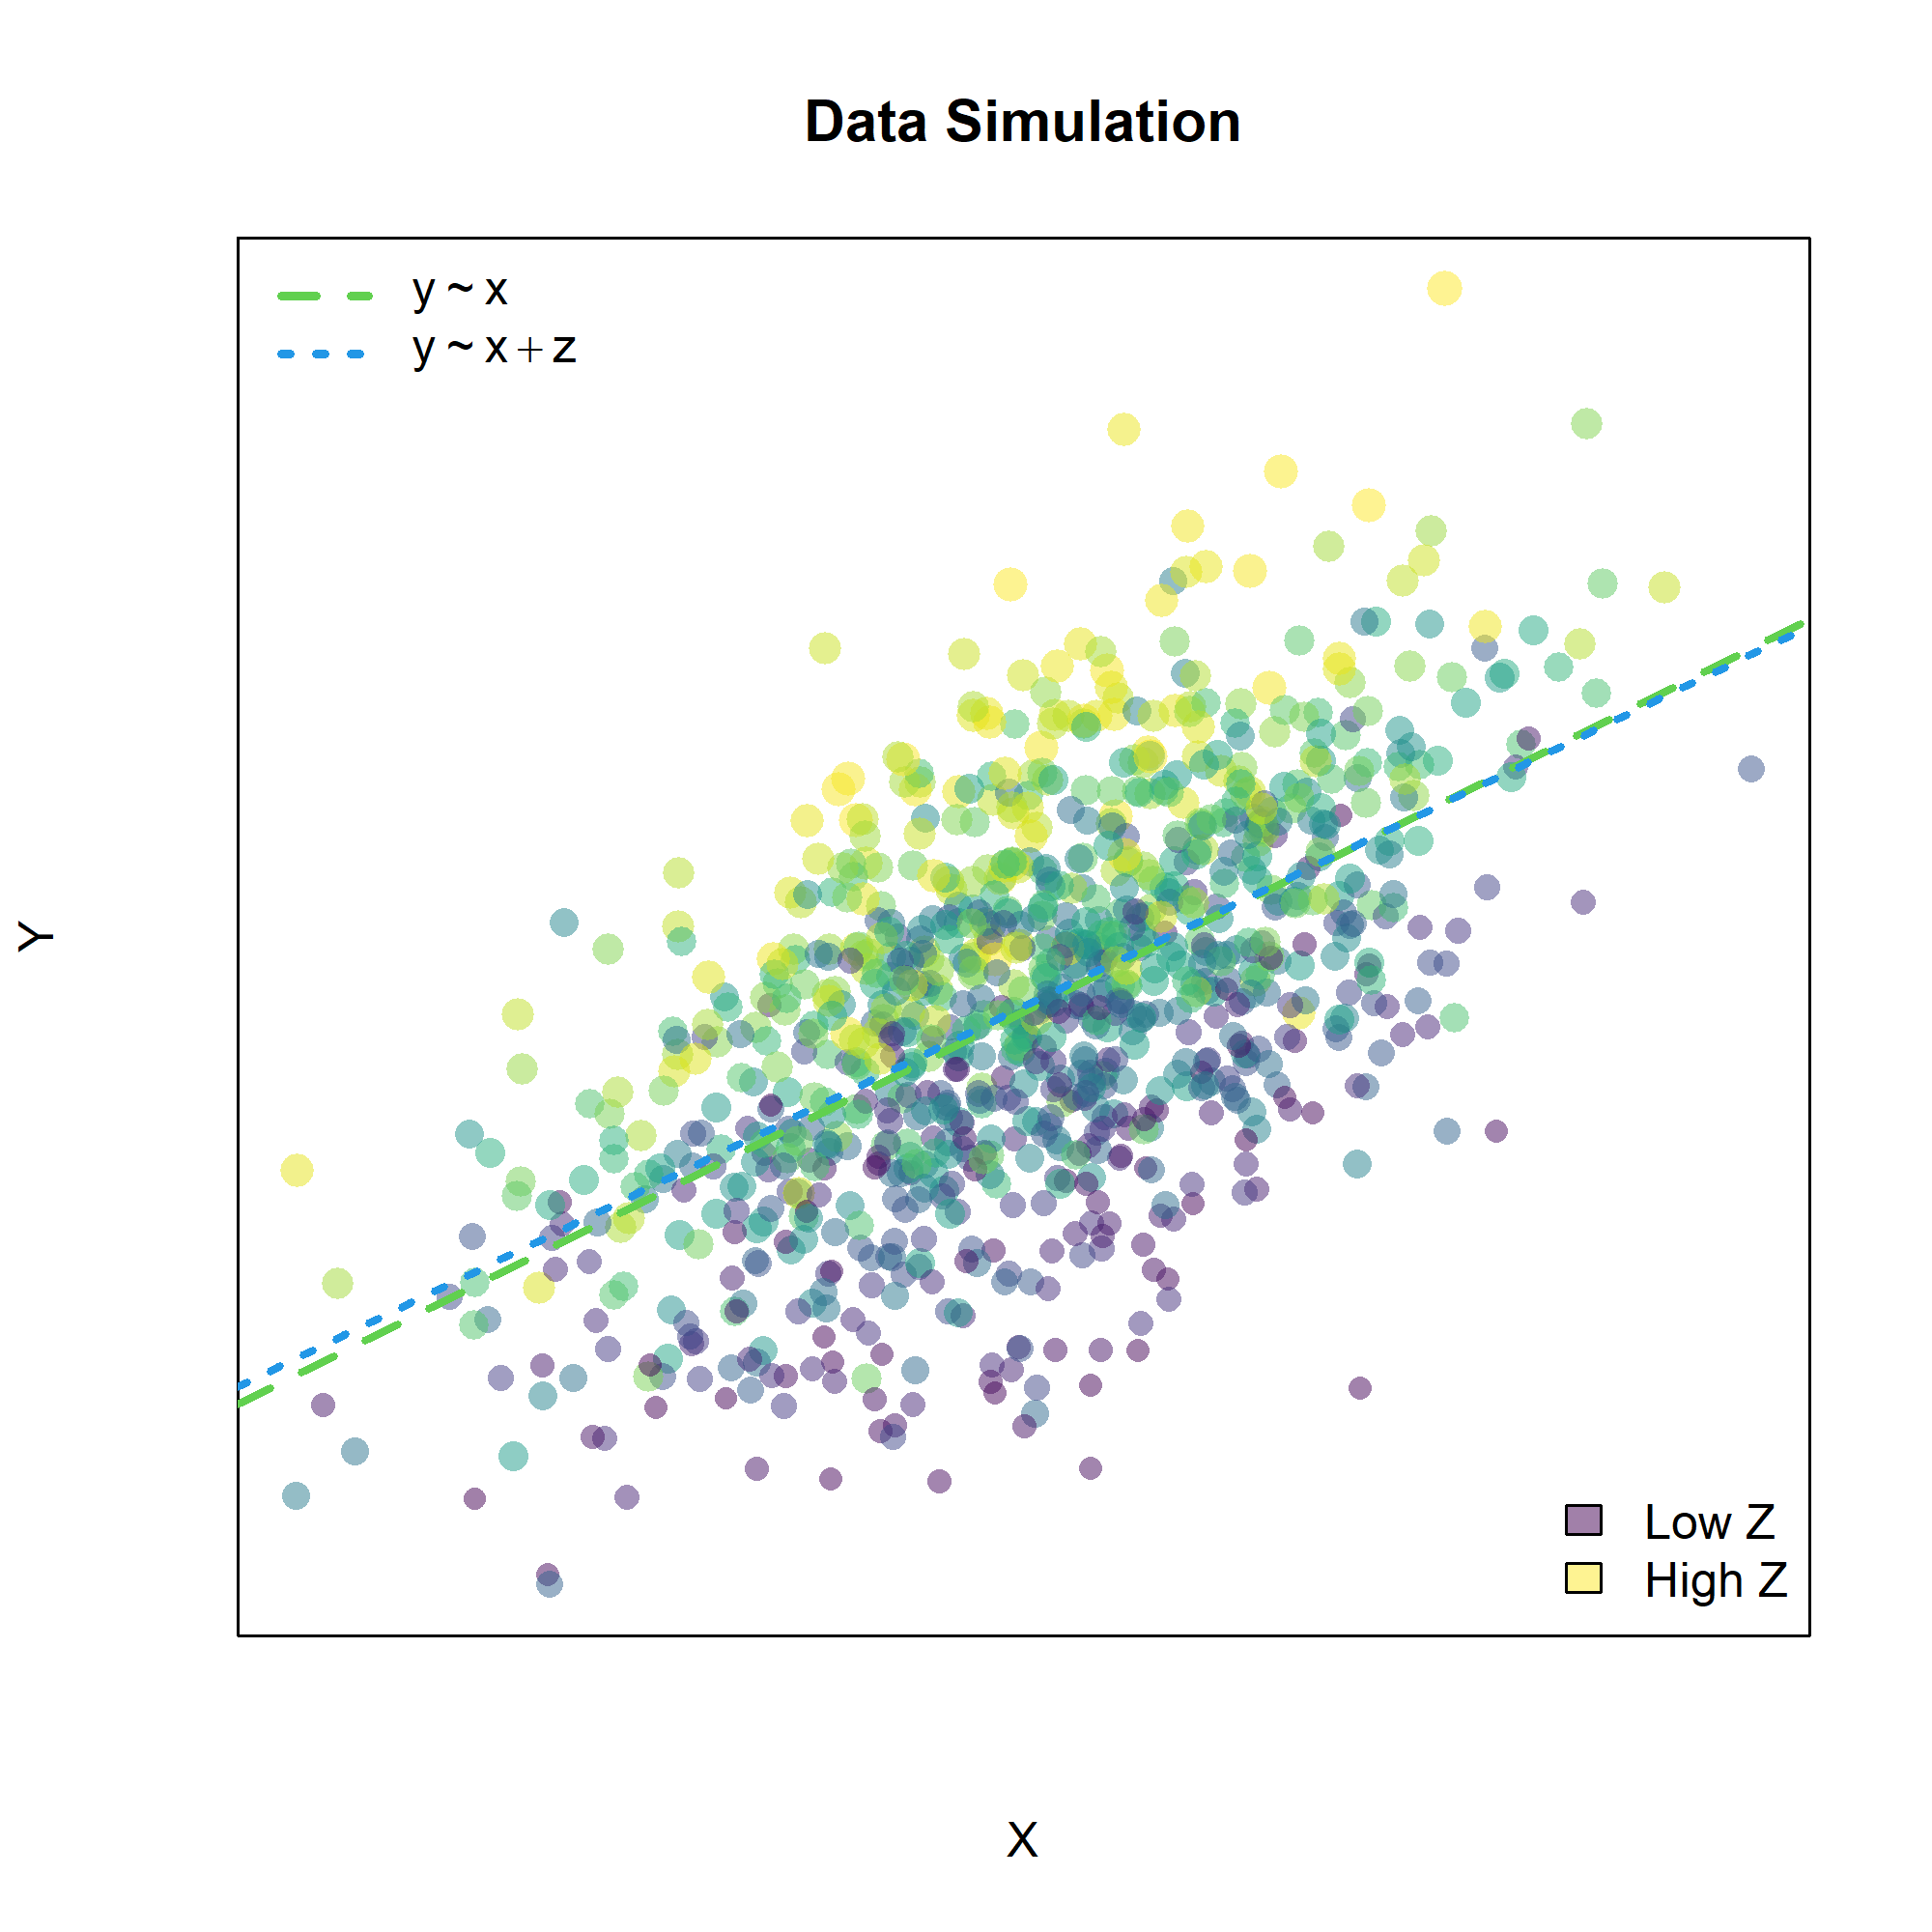 Data Simulation
y ~ x
y ~ x + z
Y
Low Z
High Z
X